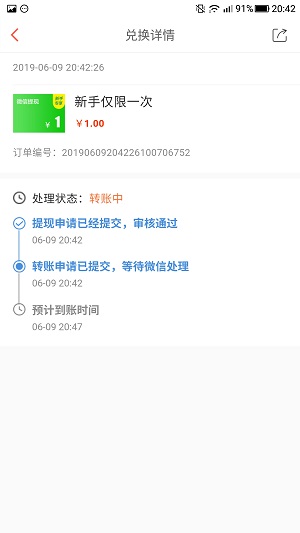 91% 20:42
兑换详情
2019-06-09 20:42:26
微信提现
新手专享
¥1
新手仅限一次
¥1.00
订单编号：20190609204226100706752
处理状态：转账中
提现申请已经提交，审核通过
06-09 20:42
转账申请已提交，等待微信处理
06-09 20:42
预计到账时间
06-09 20:47